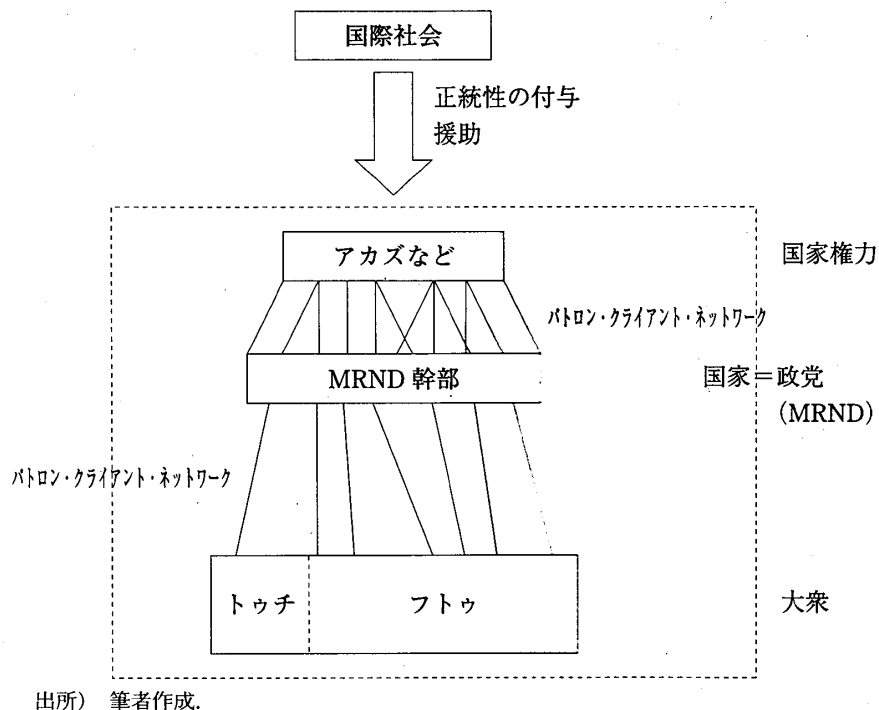 国際社会
正統性の付与
援助
アカズなど
国家権力
パトロン・クライアント・ネットワーク
MRND 幹部
国家＝政党
（MRND）
パトロン・クライアント・ネットワーク
トゥチ
フトゥ
大衆
出所） 筆者作成.